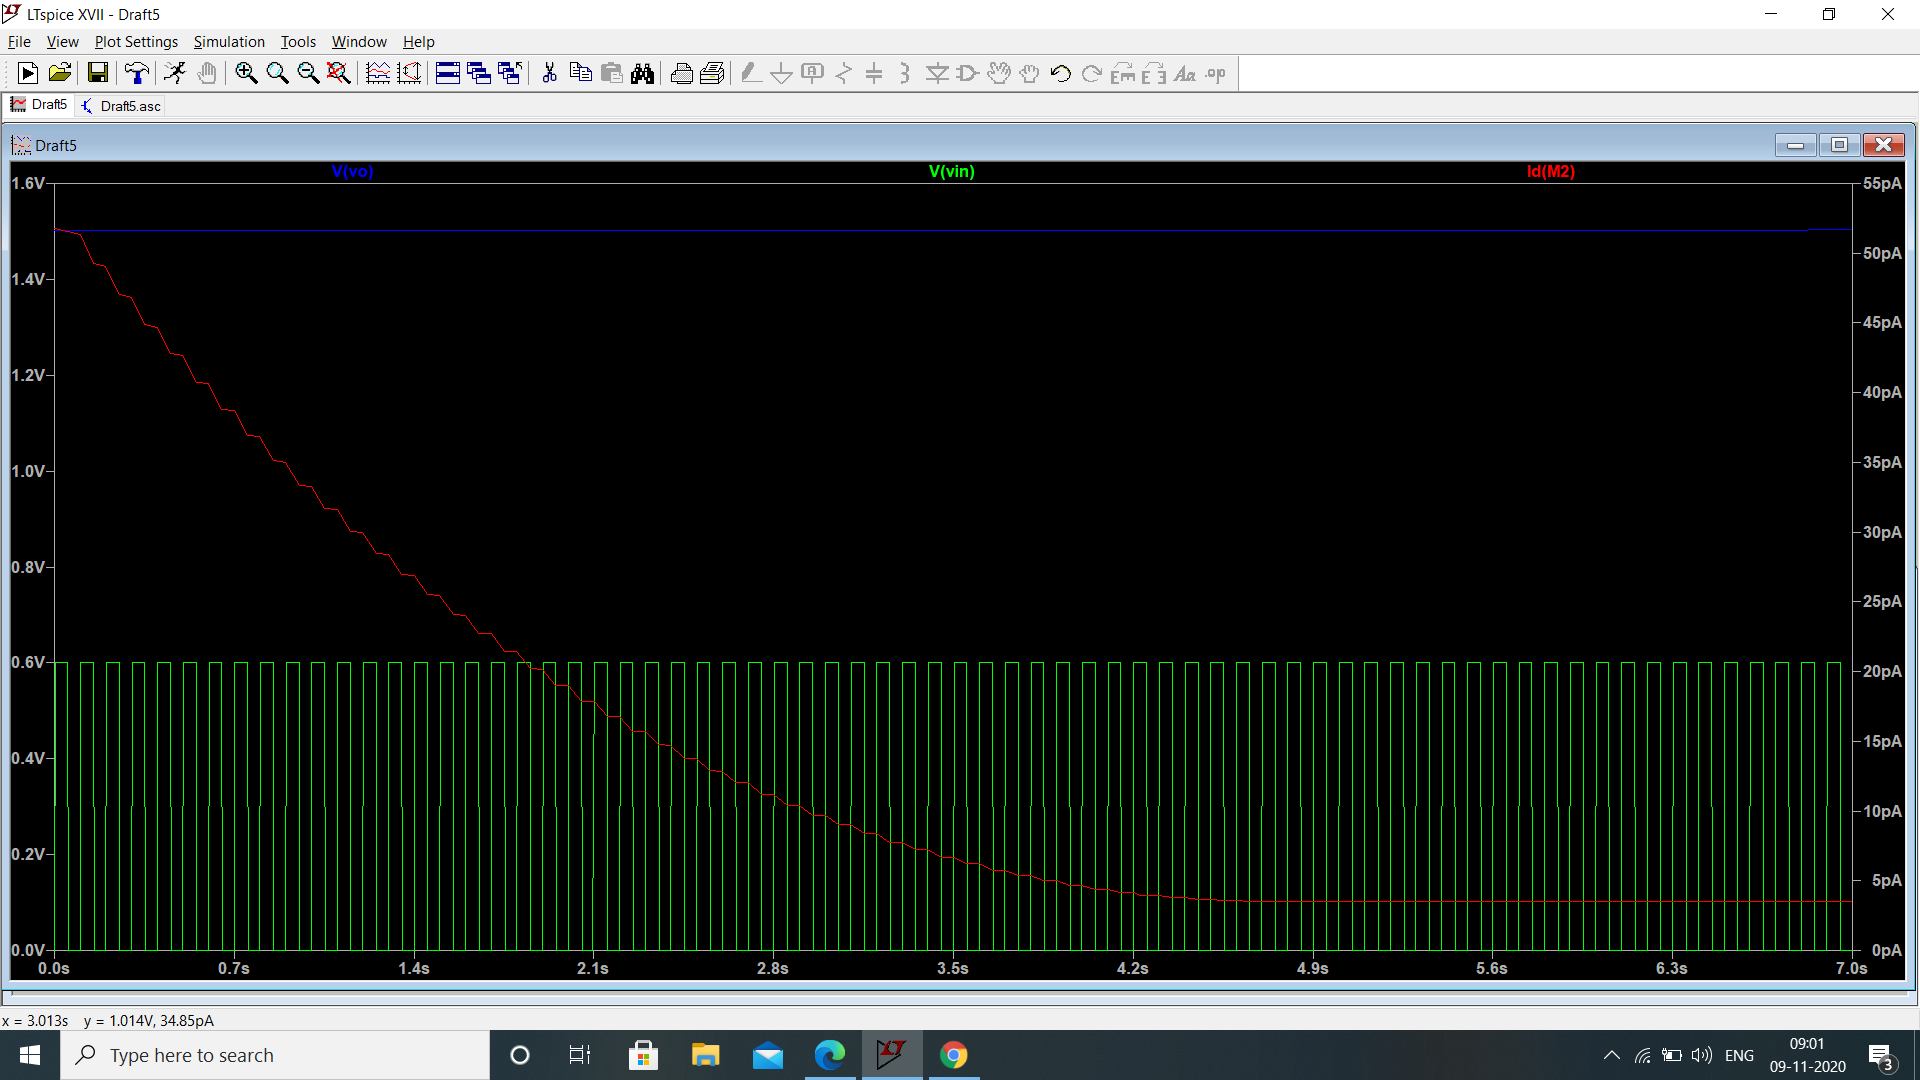 LTspice XVII - Draft5
File View Plot Settings Simulation Tools Window Help
Draft5 Draft5.asc
Draft5
V(vo) V(vin) Id(M2)
1.6V 55pA
50pA
1.4V
45pA
1.2V
40pA
1.0V
35pA
30pA
0.8V
25pA
0.6V
20pA
15pA
0.4V
10pA
0.2V
5pA
0.0V 0pA
0.0s 0.7s 1.4s 2.1s 2.8s 3.5s 4.2s 4.9s 5.6s 6.3s 7.0s
x = 3.013s y = 1.014V, 34.85pA
Type here to search
ENG
09:01
09-11-2020
3